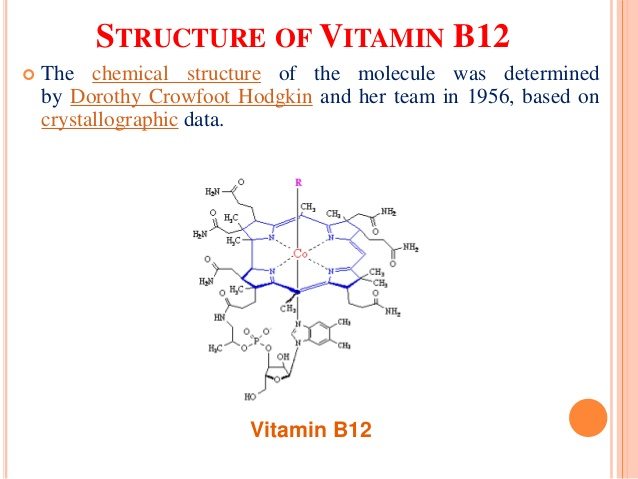 STRUCTURE OF VITAMIN B12
The chemical structure of the molecule was determined
by Dorothy Crowfoot Hodgkin and her team in 1956, based on
crystallographic data.
R
O
H₂N
CH₃
H₃C
O
NH₂
O
H₂N
H₃C
H₃C
N
N
O
NH₂
Co
O
H₂N
N
N
CH₃
CH₃
H₃C
CH₃
O
NH₂
O
HN
N
CH₃
CH₃
N
H₃C
O
P
O
O⁻
O
OH
O
HO
Vitamin B12